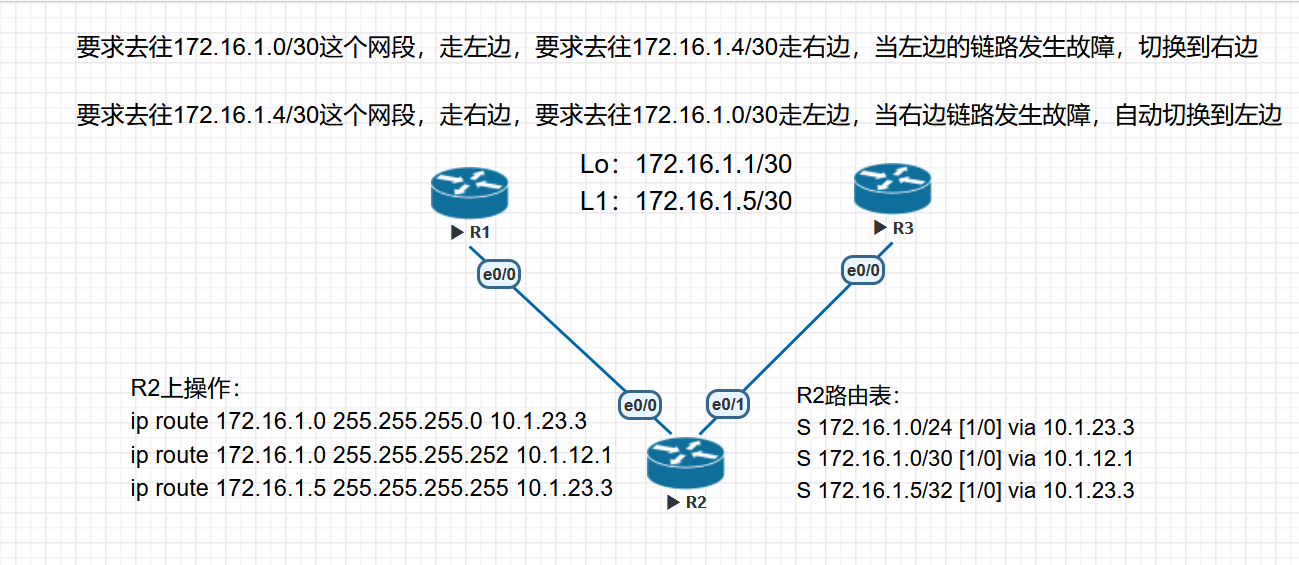 要求去往172.16.1.0/30这个网段，走左边，要求去往172.16.1.4/30走右边，当左边的链路发生故障，切换到右边
要求去往172.16.1.4/30这个网段，走右边，要求去往172.16.1.0/30走左边，当右边链路发生故障，自动切换到左边
Lo：172.16.1.1/30
L1：172.16.1.5/30
R1
R3
e0/0
e0/0
R2上操作：
ip route 172.16.1.0 255.255.255.0 10.1.23.3
ip route 172.16.1.0 255.255.255.252 10.1.12.1
ip route 172.16.1.5 255.255.255.255 10.1.23.3
e0/0
e0/1
R2
R2路由表：
S 172.16.1.0/24 [1/0] via 10.1.23.3
S 172.16.1.0/30 [1/0] via 10.1.12.1
S 172.16.1.5/32 [1/0] via 10.1.23.3